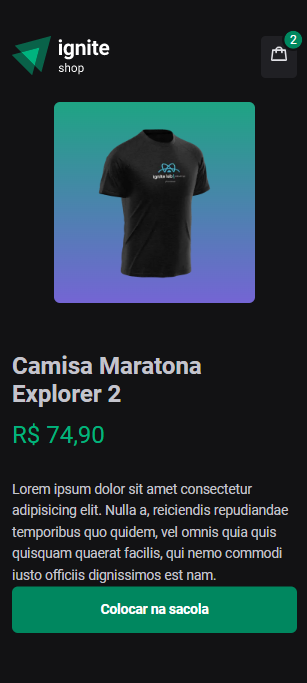 ignite
shop
2
ignite lab
Camisa Maratona
Explorer 2
R$ 74,90
Lorem ipsum dolor sit amet consectetur
adipisicing elit. Nulla a, reiciendis repudiandae
temporibus quo quidem, vel omnis quia quis
quisquam quaerat facilis, qui nemo commodi
iusto officiis dignissimos est nam.
Colocar na sacola